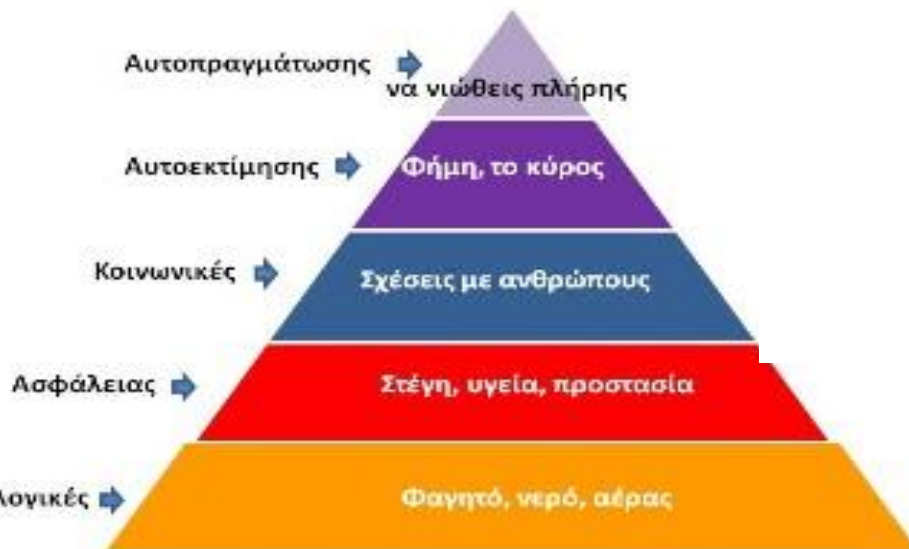 Αυτοπραγμάτωσης
να νιώθεις πλήρης
Αυτοεκτίμησης
Φήμη, το κύρος
Κοινωνικές
Σχέσεις με ανθρώπους
Ασφάλειας
Στέγη, υγεία, προστασία
λογικές
Φαγητό, νερό, αέρας